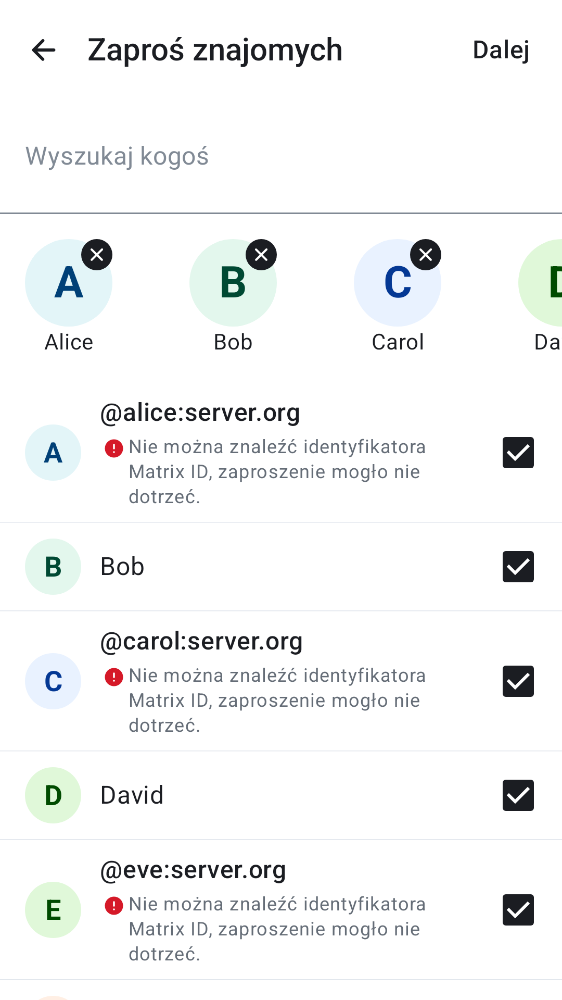 Zaproś znajomych
Dalej
Wyszukaj kogoś
A
B
C
Alice
Bob
Carol
Da
@alice:server.org
A
Nie można znaleźć identyfikatora
Matrix ID, zaproszenie mogło nie
dotrzeć.
B
Bob
@carol:server.org
C
Nie można znaleźć identyfikatora
Matrix ID, zaproszenie mogło nie
dotrzeć.
D
David
@eve:server.org
E
Nie można znaleźć identyfikatora
Matrix ID, zaproszenie mogło nie
dotrzeć.